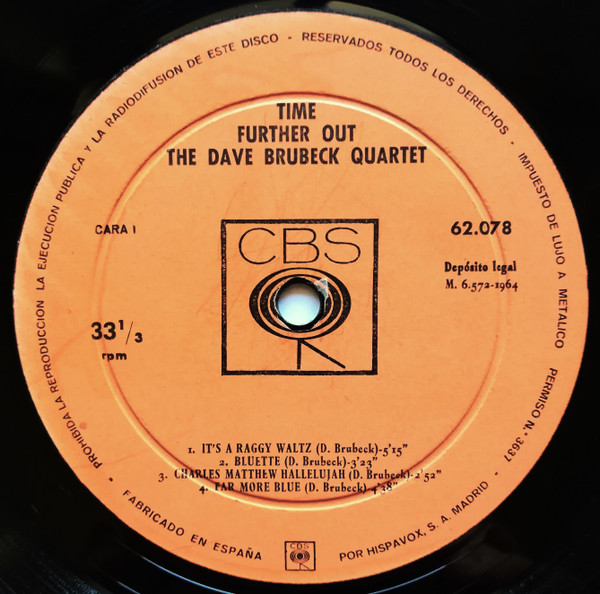 PROHIBIDA LA REPRODUCCION LA EJECUCION PUBLICA Y LA RADIODIFUSION DE ESTE DISCO - RESERVADOS TODOS LOS DERECHOS - IMPUESTO DE LUJO A METALICO PERMISO N.º 3637
TIME
FURTHER OUT
THE DAVE BRUBECK QUARTET
CARA I
62.078
CBS
Depósito legal
M. 6.572-1964
33 1/3
rpm
1. IT'S A RAGGY WALTZ (D. Brubeck)-5'15"
2. BLUETTE (D. Brubeck)-3'23"
3. CHARLES MATTHEW HALLELUJAH (D. Brubeck)-2'52"
4. FAR MORE BLUE (D. Brubeck)-4'28"
- FABRICADO EN ESPAÑA
CBS
POR HISPAVOX, S. A. MADRID -